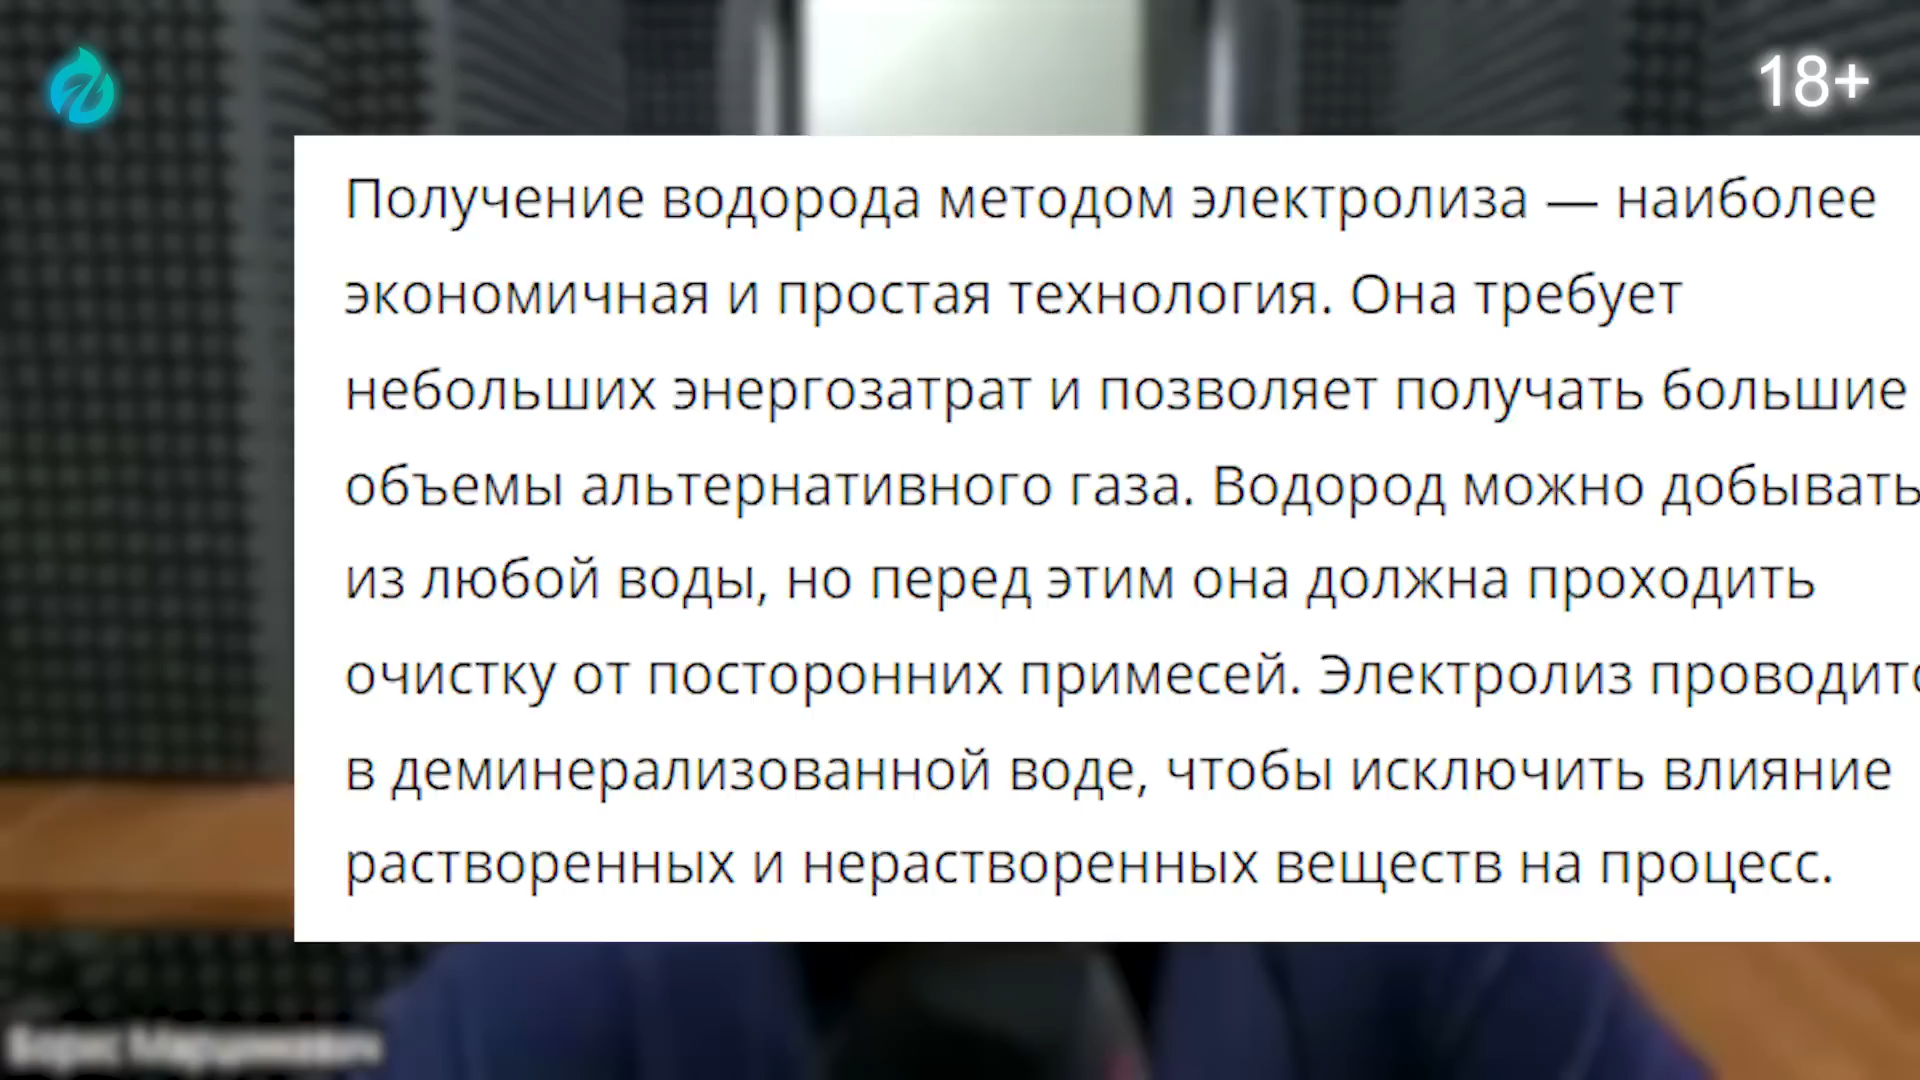 18+
Получение водорода методом электролиза — наиболее
экономичная и простая технология. Она требует
небольших энергозатрат и позволяет получать большие
объемы альтернативного газа. Водород можно добывать
из любой воды, но перед этим она должна проходить
очистку от посторонних примесей. Электролиз
в деминерализованной воде, чтобы исключить влияние
растворенных и нерастворенных веществ на процесс.